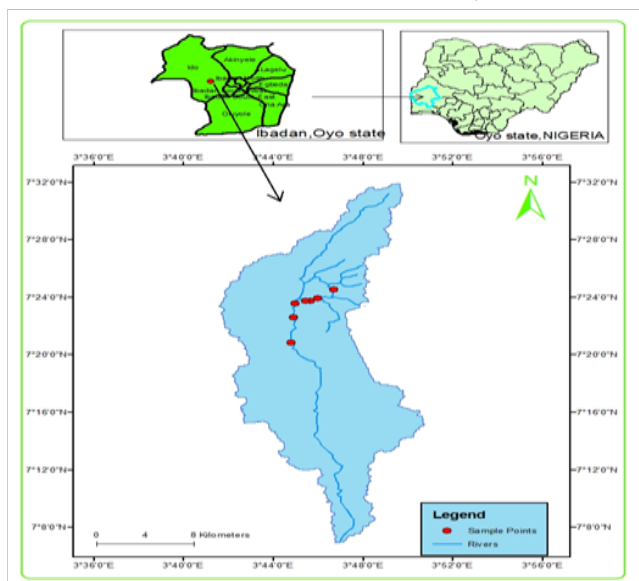 Ido
Akinyele
Lagelu
Egbeda
Ona Ara
Oluyole
Ibadan,Oyo state
Oyo state,NIGERIA
3°36'0"E 3°40'0"E 3°44'0"E 3°48'0"E 3°52'0"E 3°56'0"E
7°32'0"N 7°32'0"N
N
7°28'0"N 7°28'0"N
7°24'0"N 7°24'0"N
7°20'0"N 7°20'0"N
7°16'0"N 7°16'0"N
7°12'0"N 7°12'0"N
7°8'0"N 7°8'0"N
Legend
Sample Points
Rivers
0 4 8 Kilometers
3°36'0"E 3°40'0"E 3°44'0"E 3°48'0"E 3°52'0"E 3°56'0"E